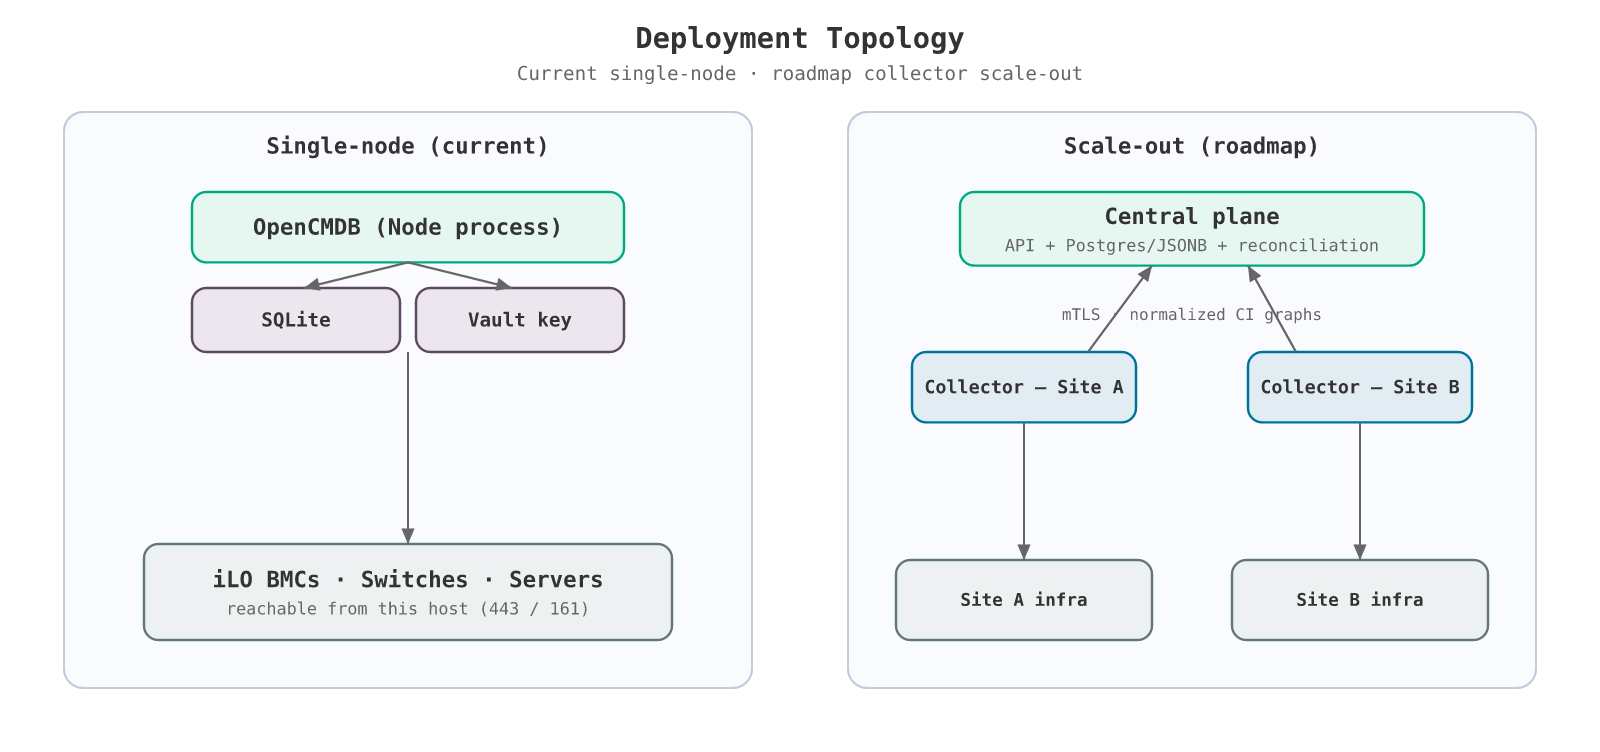 Deployment Topology
Current single-node · roadmap collector scale-out
Single-node (current)
OpenCMDB (Node process)
SQLite
Vault key
iLO BMCs · Switches · Servers
reachable from this host (443 / 161)
Scale-out (roadmap)
Central plane
API + Postgres/JSONB + reconciliation
mTLS · normalized CI graphs
Collector — Site A
Collector — Site B
Site A infra
Site B infra